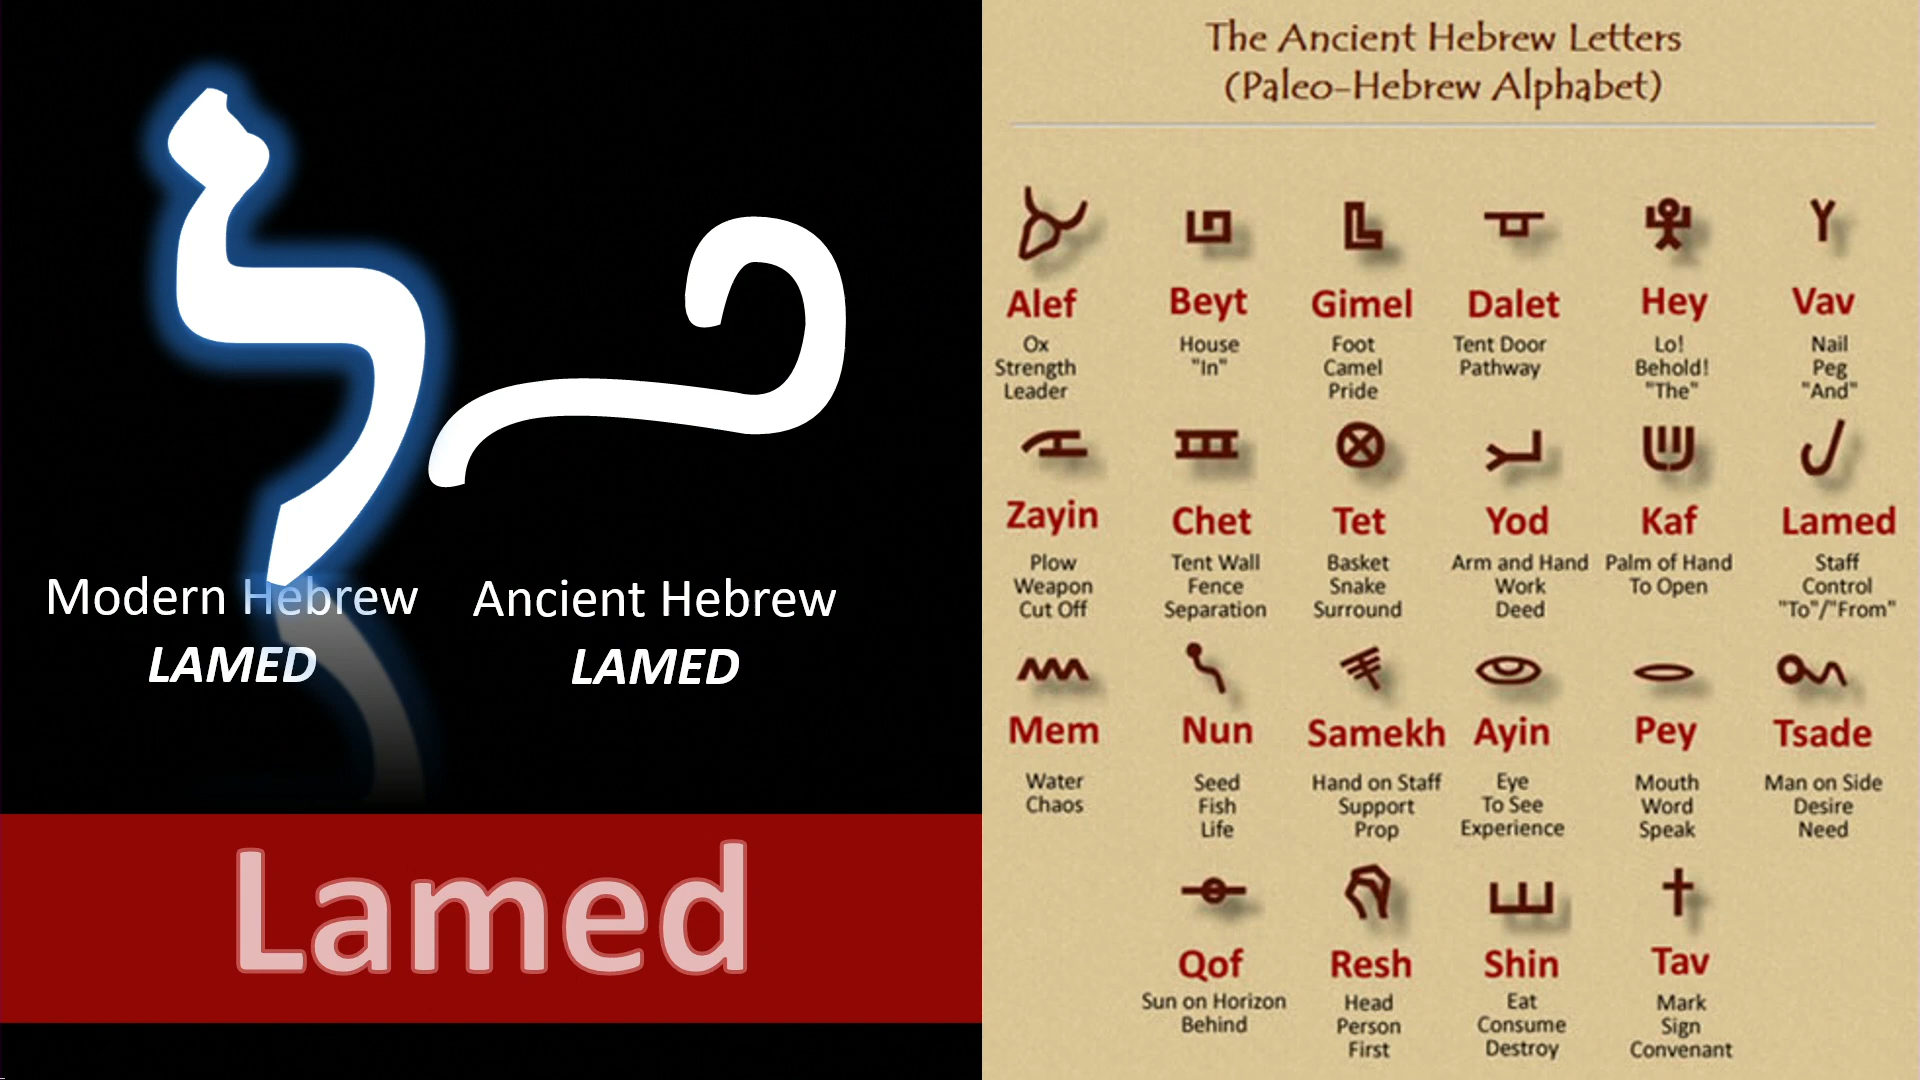 ל
Modern Hebrew
LAMED
Ancient Hebrew
LAMED
Lamed
The Ancient Hebrew Letters
(Paleo-Hebrew Alphabet)
Alef
Ox
Strength
Leader
Beyt
House
"In"
Gimel
Foot
Camel
Pride
Dalet
Tent Door
Pathway
Hey
Lo!
Behold!
"The"
Vav
Nail
Peg
"And"
Zayin
Plow
Weapon
Cut Off
Chet
Tent Wall
Fence
Separation
Tet
Basket
Snake
Surround
Yod
Arm and Hand
Work
Deed
Kaf
Palm of Hand
To Open
Lamed
Staff
Control
"To"/"From"
Mem
Water
Chaos
Nun
Seed
Fish
Life
Samekh
Hand on Staff
Support
Prop
Ayin
Eye
To See
Experience
Pey
Mouth
Word
Speak
Tsade
Man on Side
Desire
Need
Qof
Sun on Horizon
Behind
Resh
Head
Person
First
Shin
Eat
Consume
Destroy
Tav
Mark
Sign
Convenant